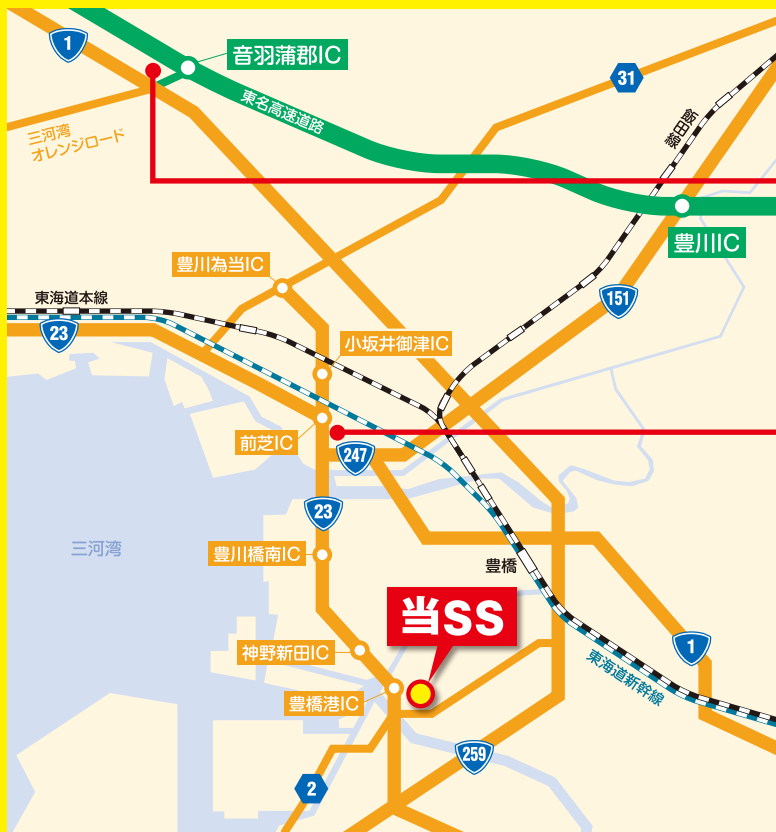 1
音羽蒲郡IC
31
東名高速道路
三河湾
オレンジロード
飯田線
豊川IC
豊川為当IC
151
東海道本線
23
小坂井御津IC
前芝IC
247
23
三河湾
豊川橋南IC
豊橋
当SS
神野新田IC
1
東海道新幹線
豊橋港IC
259
2